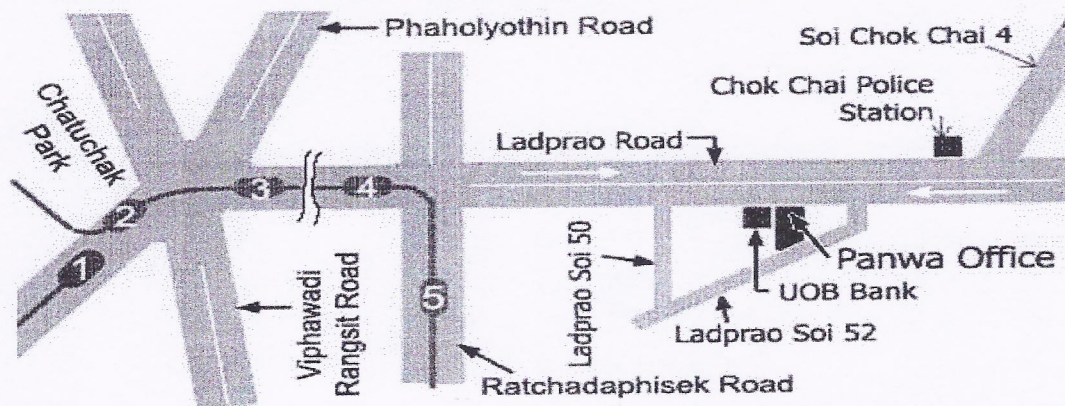 Phaholyothin Road
Soi Chok Chai 4
Chok Chai Police
Station
Chatuchak
Park
Ladprao Road
1
2
3
4
5
Ladprao Soi 50
Panwa Office
UOB Bank
Ladprao Soi 52
Viphawadi
Rangsit Road
Ratchadaphisek Road